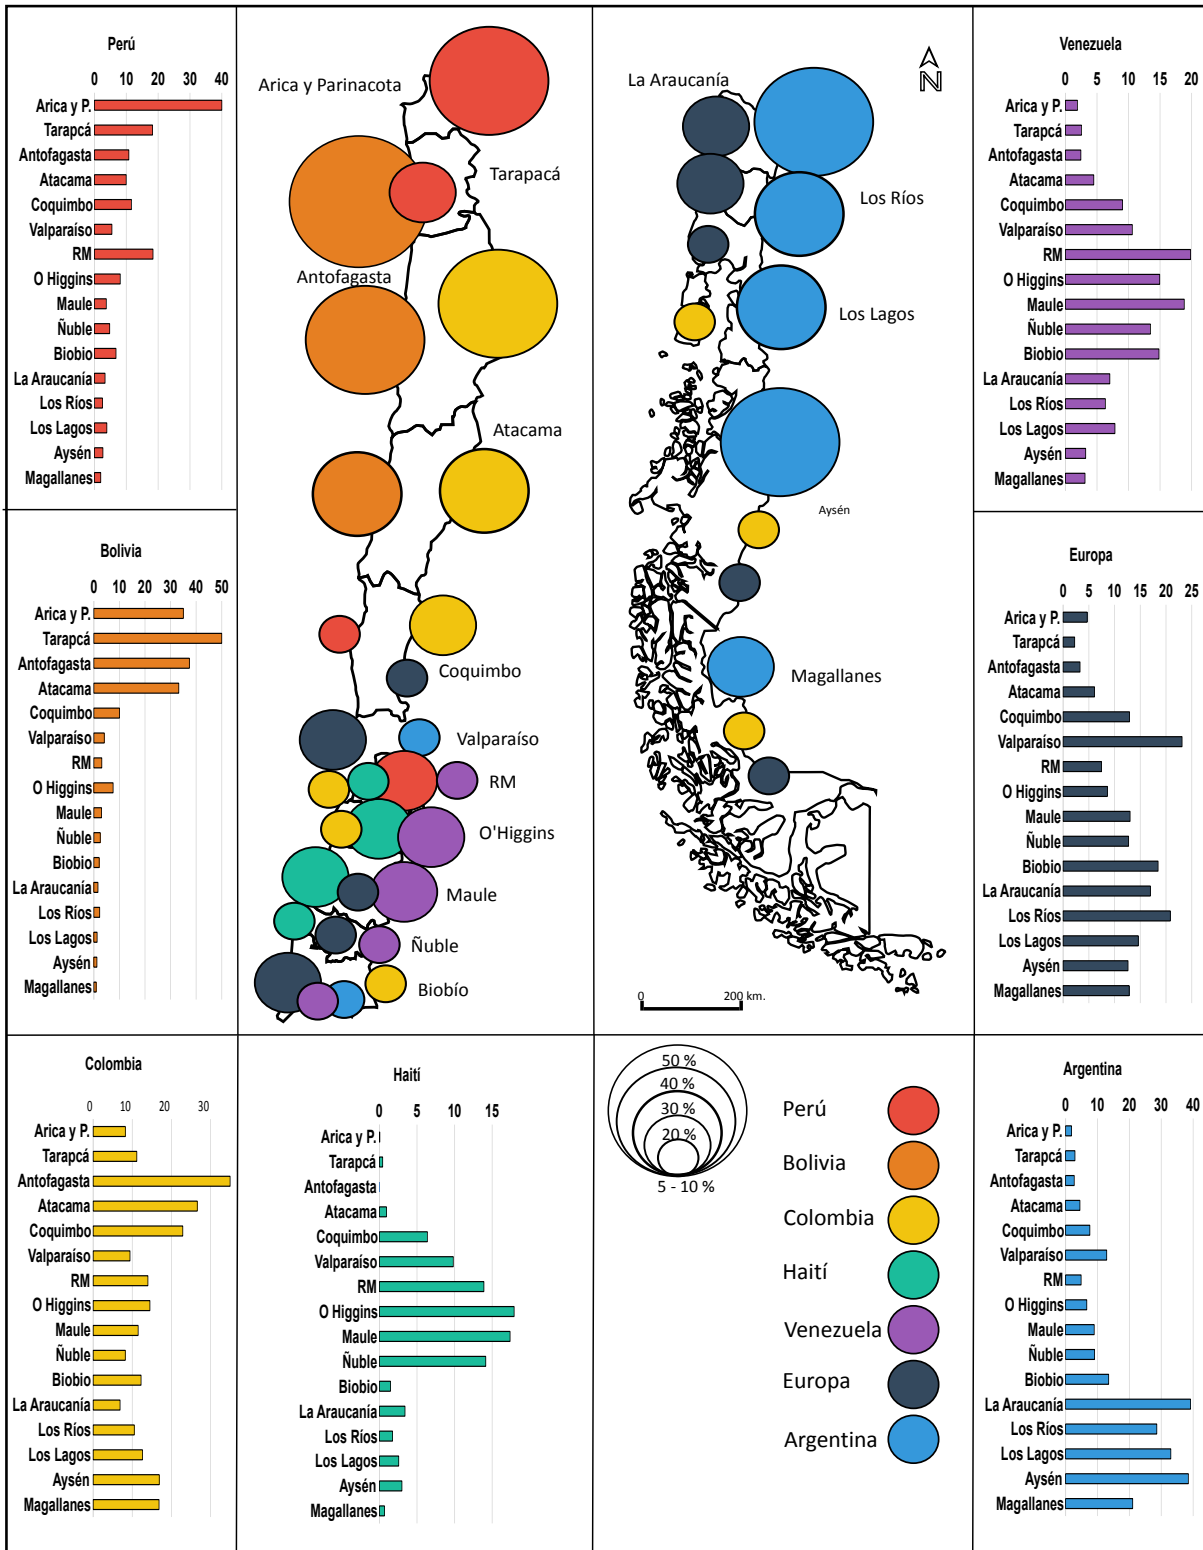 Perú
0 10 20 30 40
Arica y P.
Tarapcá
Antofagasta
Atacama
Coquimbo
Valparaíso
RM
O Higgins
Maule
Ñuble
Biobio
La Araucanía
Los Ríos
Los Lagos
Aysén
Magallanes
Bolivia
0 10 20 30 40 50
Arica y P.
Tarapcá
Antofagasta
Atacama
Coquimbo
Valparaíso
RM
O Higgins
Maule
Ñuble
Biobio
La Araucanía
Los Ríos
Los Lagos
Aysén
Magallanes
Colombia
0 10 20 30
Arica y P.
Tarapcá
Antofagasta
Atacama
Coquimbo
Valparaíso
RM
O Higgins
Maule
Ñuble
Biobio
La Araucanía
Los Ríos
Los Lagos
Aysén
Magallanes
Arica y Parinacota
Tarapacá
Antofagasta
Atacama
Coquimbo
Valparaíso
RM
O'Higgins
Maule
Ñuble
Biobío
Haití
0 5 10 15
Arica y P.
Tarapcá
Antofagasta
Atacama
Coquimbo
Valparaíso
RM
O Higgins
Maule
Ñuble
Biobio
La Araucanía
Los Ríos
Los Lagos
Aysén
Magallanes
N
La Araucanía
Los Ríos
Los Lagos
Aysén
Magallanes
0 200 km.
50 %
40 %
30 %
20 %
5 - 10 %
Perú
Bolivia
Colombia
Haití
Venezuela
Europa
Argentina
Venezuela
0 5 10 15 20
Arica y P.
Tarapcá
Antofagasta
Atacama
Coquimbo
Valparaíso
RM
O Higgins
Maule
Ñuble
Biobio
La Araucanía
Los Ríos
Los Lagos
Aysén
Magallanes
Europa
0 5 10 15 20 25
Arica y P.
Tarapcá
Antofagasta
Atacama
Coquimbo
Valparaíso
RM
O Higgins
Maule
Ñuble
Biobio
La Araucanía
Los Ríos
Los Lagos
Aysén
Magallanes
Argentina
0 10 20 30 40
Arica y P.
Tarapcá
Antofagasta
Atacama
Coquimbo
Valparaíso
RM
O Higgins
Maule
Ñuble
Biobio
La Araucanía
Los Ríos
Los Lagos
Aysén
Magallanes